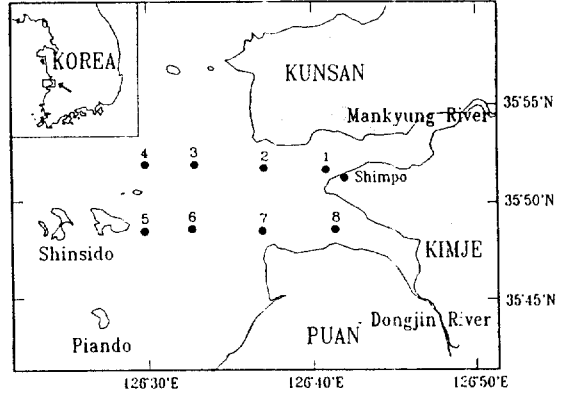 KOREA
KUNSAN
35°55'N
Mankyung River
4 3 2 1
Shimpo
35°50'N
5 6 7 8
Shinsido
KIMJE
35°45'N
Dongjin River
PUAN
Piando
126°30'E 126°40'E 126°50'E